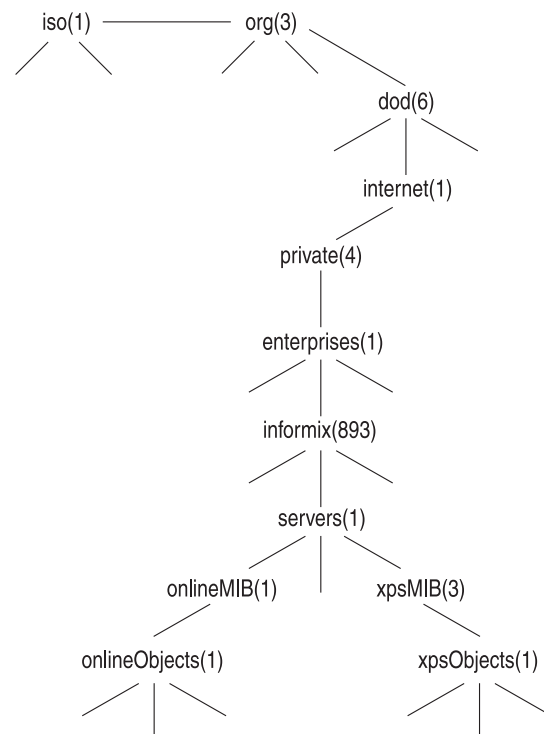 iso(1) org(3)
dod(6)
internet(1)
private(4)
enterprises(1)
informix(893)
servers(1)
onlineMIB(1) xpsMIB(3)
onlineObjects(1) xpsObjects(1)